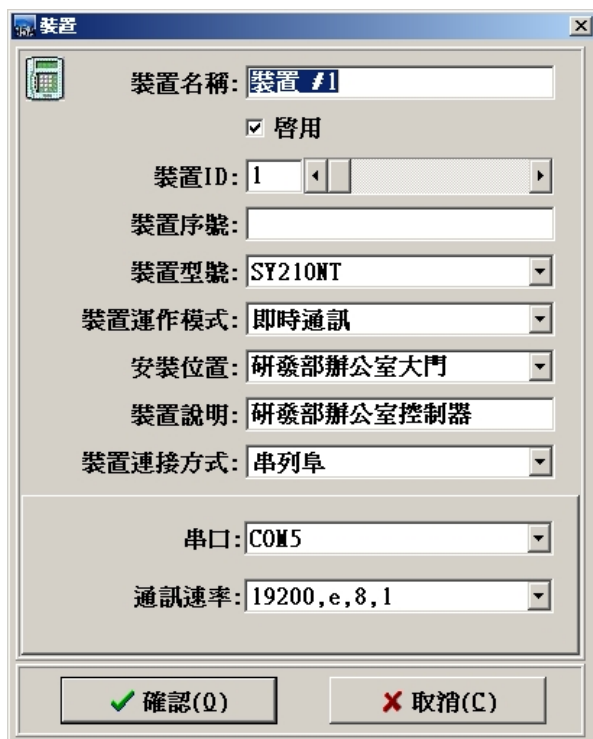 裝置
裝置名稱: 裝置 #1
啓用
裝置ID: 1
裝置序號:
裝置型號: SY210NT
裝置運作模式: 即時通訊
安裝位置: 研發部辦公室大門
裝置說明: 研發部辦公室控制器
裝置連接方式: 串列阜
串口: COM5
通訊速率: 19200,e,8,1
確認(O) 取消(C)